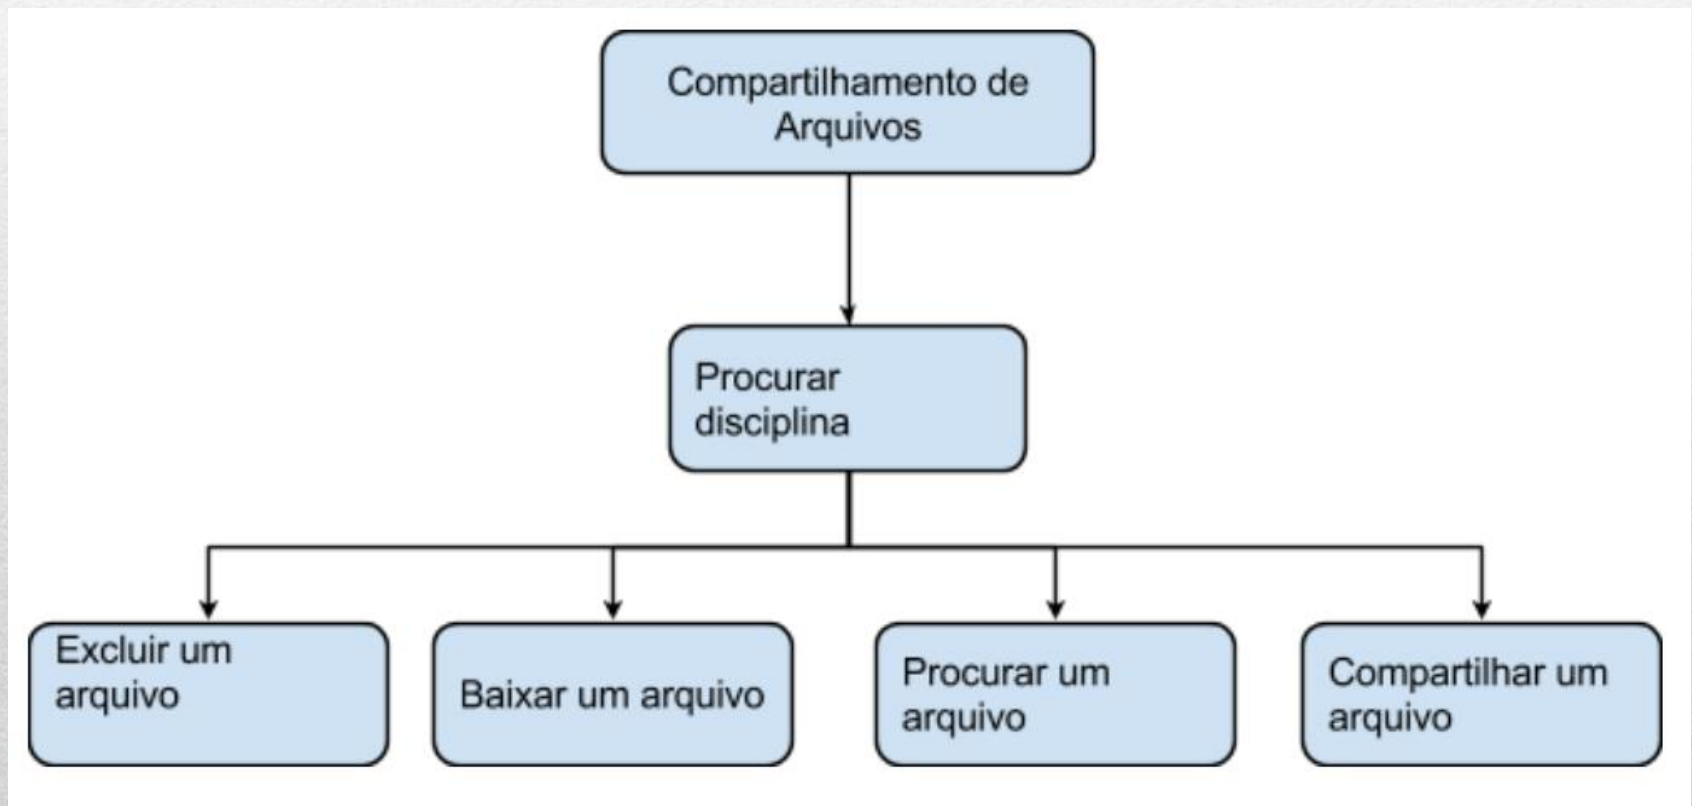 Compartilhamento de
Arquivos
Procurar
disciplina
Excluir um
arquivo
Baixar um arquivo
Procurar um
arquivo
Compartilhar um
arquivo